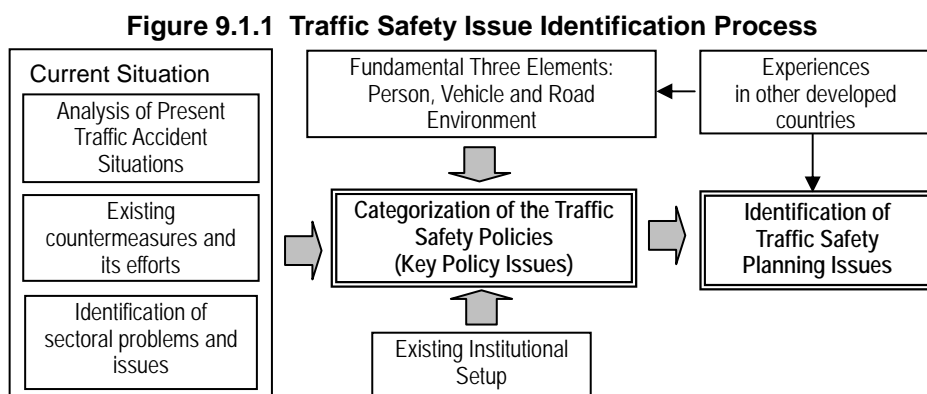 Figure 9.1.1 Traffic Safety Issue Identification Process
Current Situation
Analysis of Present
Traffic Accident
Situations
Existing
countermeasures and
its efforts
Identification of
sectoral problems and
issues
Fundamental Three Elements:
Person, Vehicle and Road
Environment
Categorization of the Traffic
Safety Policies
(Key Policy Issues)
Existing Institutional
Setup
Experiences
in other developed
countries
Identification of
Traffic Safety
Planning Issues